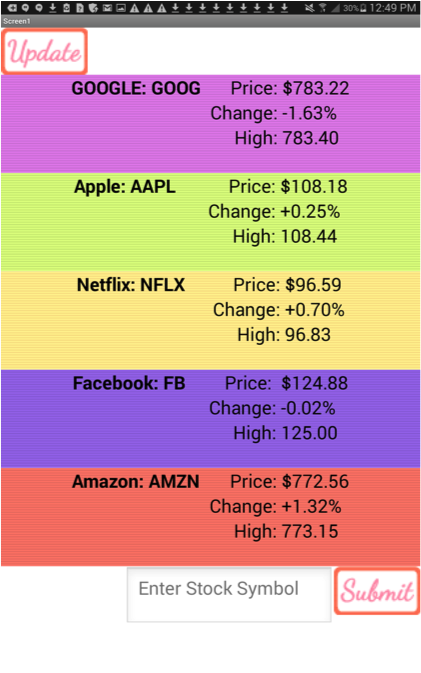 30% 12:49 PM
Screen1
Update
GOOGLE: GOOG Price: $783.22
Change: -1.63%
High: 783.40
Apple: AAPL Price: $108.18
Change: +0.25%
High: 108.44
Netflix: NFLX Price: $96.59
Change: +0.70%
High: 96.83
Facebook: FB Price: $124.88
Change: -0.02%
High: 125.00
Amazon: AMZN Price: $772.56
Change: +1.32%
High: 773.15
Enter Stock Symbol Submit